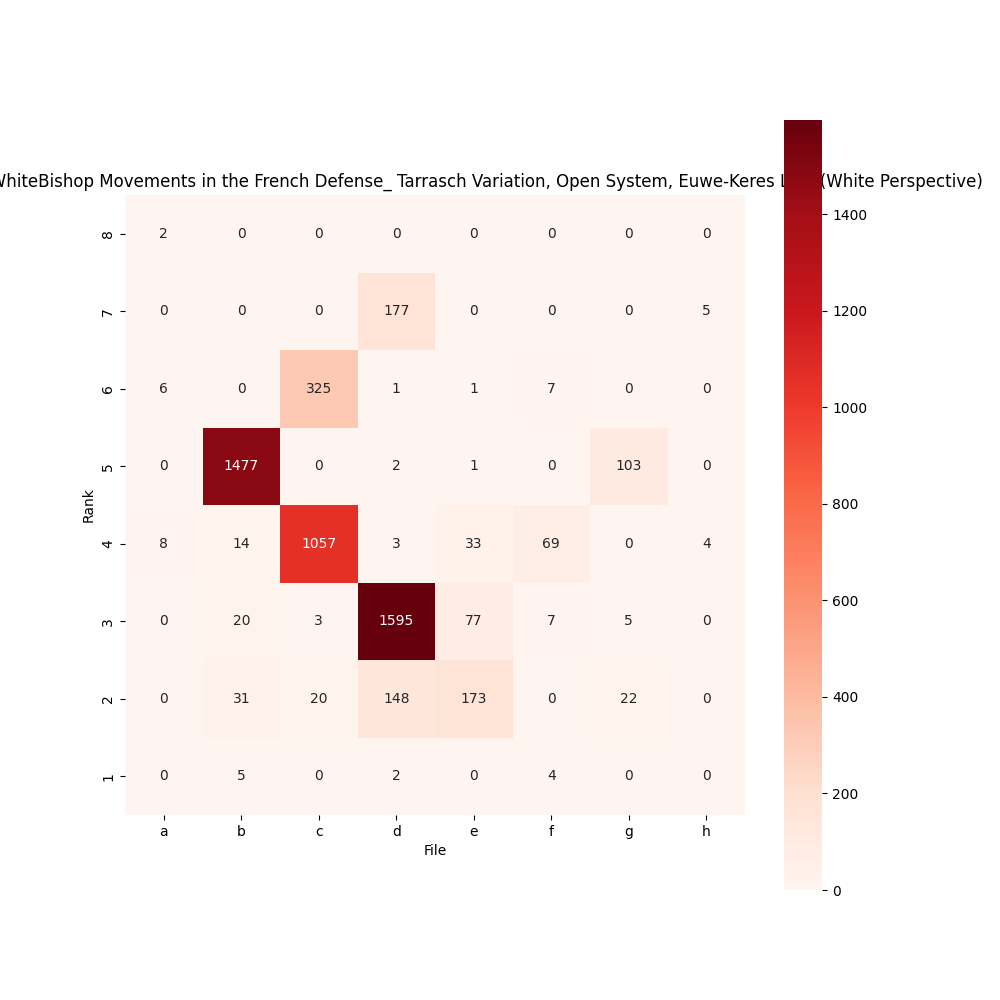 WhiteBishop Movements in the French Defense_ Tarrasch Variation, Open System, Euwe-Keres L (White Perspective)
8 2 0 0 0 0 0 0 0
7 0 0 0 177 0 0 0 5
6 6 0 325 1 1 7 0 0
5 0 1477 0 2 1 0 103 0
4 8 14 1057 3 33 69 0 4
3 0 20 3 1595 77 7 5 0
2 0 31 20 148 173 0 22 0
1 0 5 0 2 0 4 0 0
a b c d e f g h
File
Rank
1400
1200
1000
800
600
400
200
0